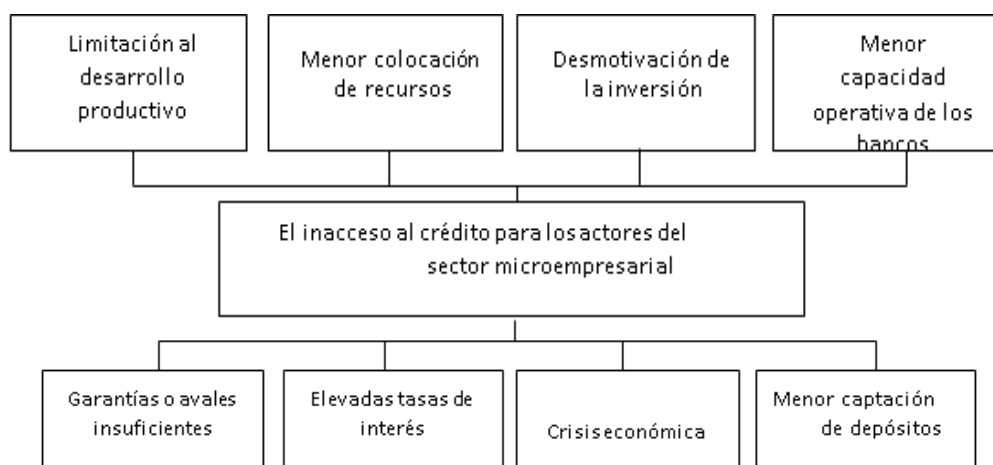 Limitación al
desarrollo
productivo
Menor colocación
de recursos
Desmotivación de
la inversión
Menor
capacidad
operativa de los
bancos
El inacceso al crédito para los actores del
sector microempresarial
Garantías o avales
insuficientes
Elevadas tasas de
interés
Crisis económica
Menor captación
de depósitos